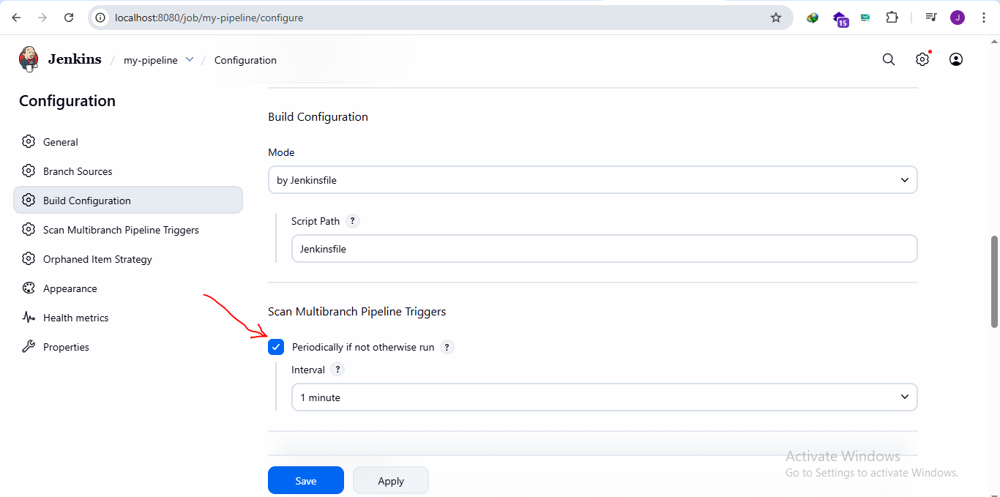 localhost:8080/job/my-pipeline/configure
15
J
Jenkins / my-pipeline / Configuration
Configuration
General
Branch Sources
Build Configuration
Scan Multibranch Pipeline Triggers
Orphaned Item Strategy
Appearance
Health metrics
Properties
Build Configuration
Mode
by Jenkinsfile
Script Path ?
Jenkinsfile
Scan Multibranch Pipeline Triggers
Periodically if not otherwise run ?
Interval ?
1 minute
Save
Apply
Activate Windows
Go to Settings to activate Windows.